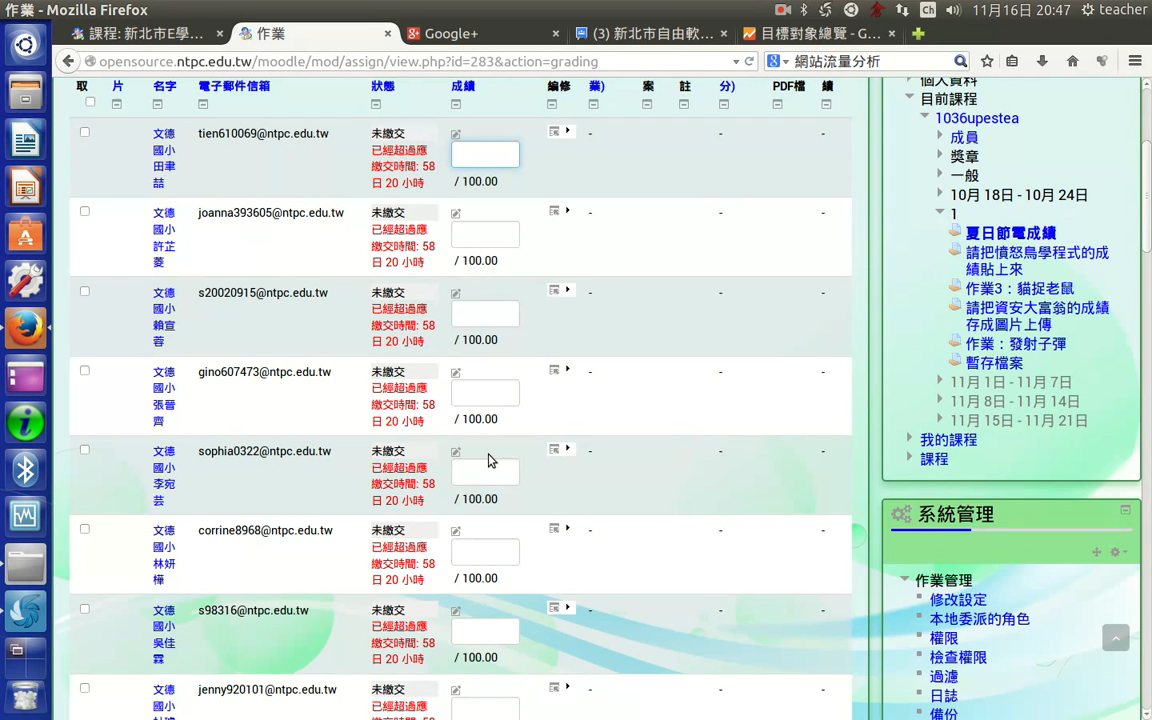 作業 - Mozilla Firefox
Ch
11月16日 20:47
teacher
課程: 新北市E學...
作業
Google+
(3) 新北市自由軟...
目標對象總覽 - G...
opensource.ntpc.edu.tw/moodle/mod/assign/view.php?id=283&action=grading
網站流量分析
取
片
名字
電子郵件信箱
狀態
成績
編修
業)
案
註
分)
PDF檔
績
文德
國小
田聿
喆
tien610069@ntpc.edu.tw
未繳交
已經超過應
繳交時間: 58
日 20 小時
/ 100.00
-
-
-
文德
國小
許芷
菱
joanna393605@ntpc.edu.tw
未繳交
已經超過應
繳交時間: 58
日 20 小時
/ 100.00
-
-
-
文德
國小
賴宣
蓉
s20020915@ntpc.edu.tw
未繳交
已經超過應
繳交時間: 58
日 20 小時
/ 100.00
-
-
-
文德
國小
張晉
齊
gino607473@ntpc.edu.tw
未繳交
已經超過應
繳交時間: 58
日 20 小時
/ 100.00
-
-
-
文德
國小
李宛
芸
sophia0322@ntpc.edu.tw
未繳交
已經超過應
繳交時間: 58
日 20 小時
/ 100.00
-
-
-
文德
國小
林妍
樺
corrine8968@ntpc.edu.tw
未繳交
已經超過應
繳交時間: 58
日 20 小時
/ 100.00
-
-
-
文德
國小
吳佳
霖
s98316@ntpc.edu.tw
未繳交
已經超過應
繳交時間: 58
日 20 小時
/ 100.00
-
-
-
文德
jenny920101@ntpc.edu.tw
未繳交
已經超過應
-
-
-
個人資料
目前課程
1036upestea
成員
獎章
一般
10月 18日 - 10月 24日
1
夏日節電成績
請把憤怒鳥學程式的成
績貼上來
作業3：貓捉老鼠
請把資安大富翁的成績
存成圖片上傳
作業：發射子彈
暫存檔案
11月 1日 - 11月 7日
11月 8日 - 11月 14日
11月 15日 - 11月 21日
我的課程
課程
系統管理
作業管理
修改設定
本地委派的角色
權限
檢查權限
過濾
日誌
備份